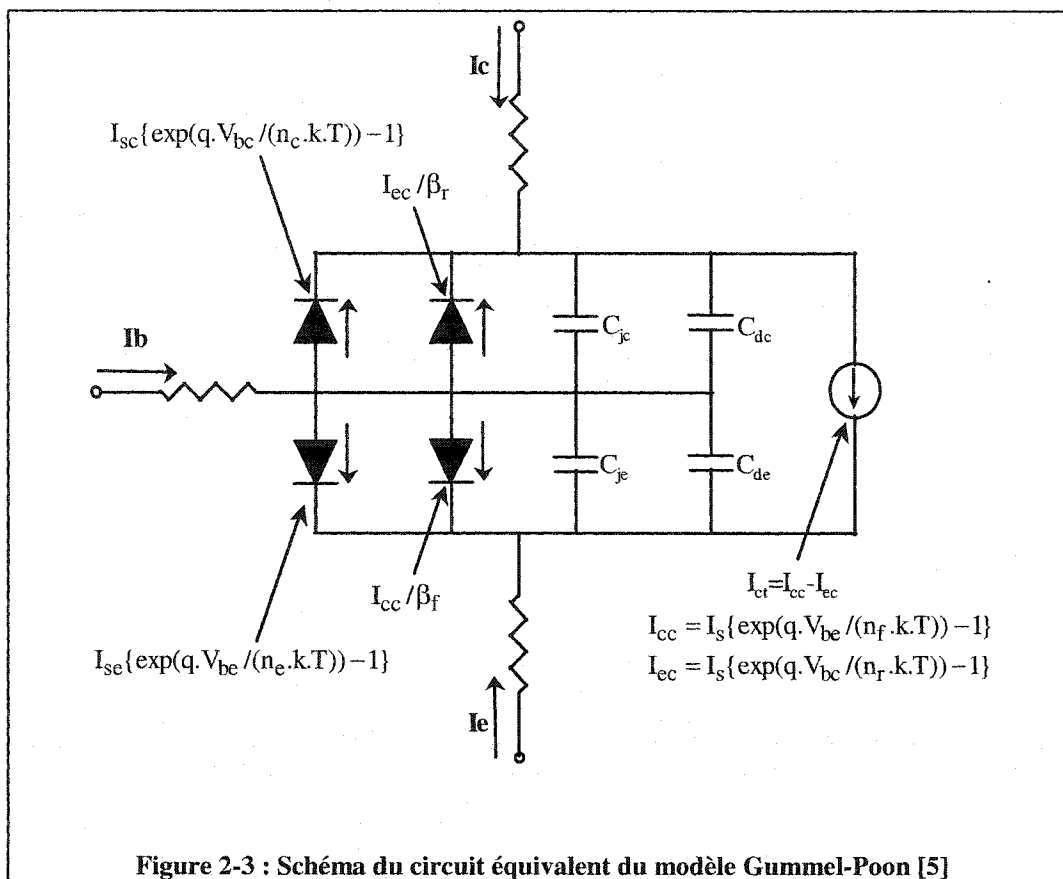 Ic
I_sc{exp(q.V_bc/(n_c.k.T))−1}
I_ec/β_r
Ib
C_jc
C_dc
C_je
C_de
I_cc/β_f
I_ct=I_cc-I_ec
I_cc = I_s{exp(q.V_be/(n_f.k.T))−1}
I_se{exp(q.V_be/(n_e.k.T))−1}
I_ec = I_s{exp(q.V_bc/(n_r.k.T))−1}
Ie
Figure 2-3 : Schéma du circuit équivalent du modèle Gummel-Poon [5]